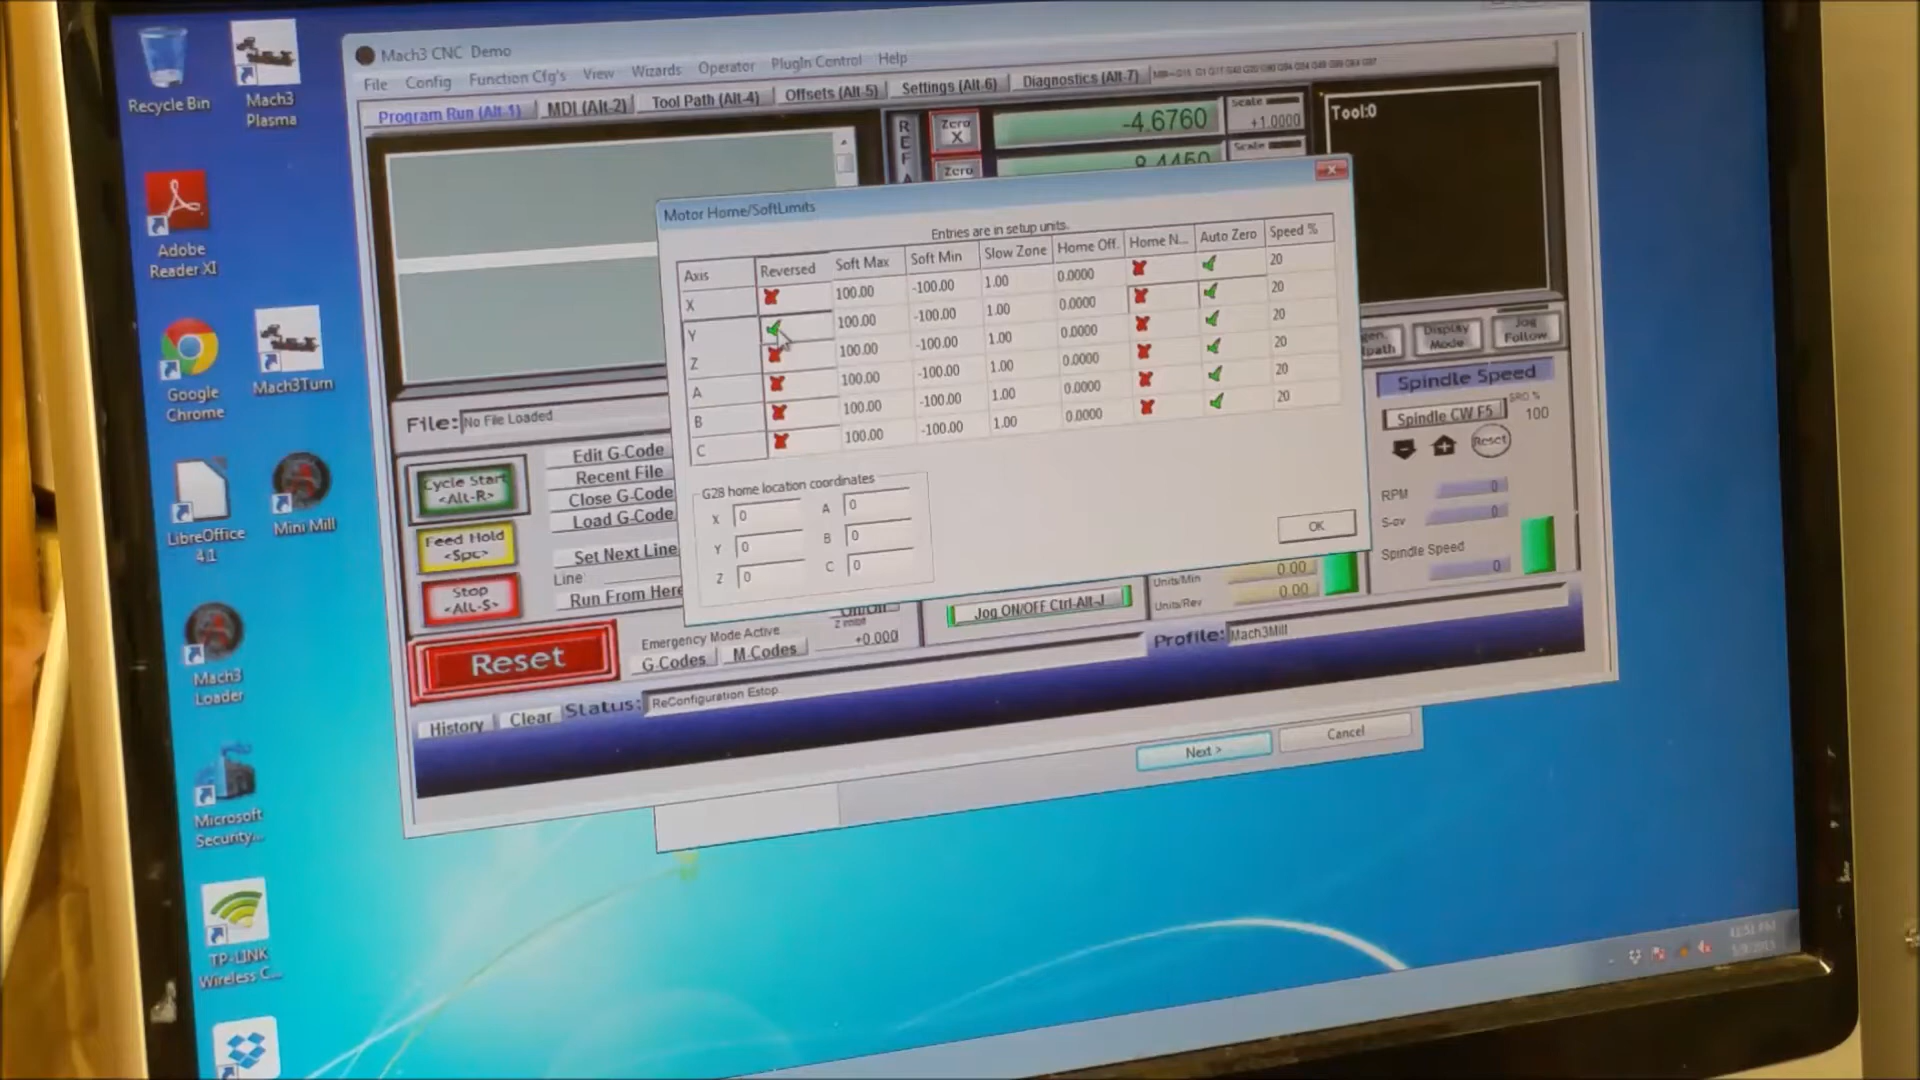 Recycle Bin
Mach3
Plasma
Adobe
Reader XI
Google
Chrome
Mach3Turn
LibreOffice
4.1
Mini Mill
Mach3
Loader
Microsoft
Security...
TP-LINK
Wireless C...
Mach3 CNC Demo
File Config Function Cfg's View Wizards Operator PlugIn Control Help
Program Run (Alt-1) MDI (Alt-2) Tool Path (Alt-4) Offsets (Alt-5) Settings (Alt-6) Diagnostics (Alt-7)
REFA
Zero
X
-4.6760
Scale
+1.0000
Zero
8.4450
Scale
Tool:0
Motor Home/SoftLimits
Entries are in setup units.
Axis Reversed Soft Max Soft Min Slow Zone Home Off. Home N... Auto Zero Speed %
X 100.00 -100.00 1.00 0.0000 20
Y 100.00 -100.00 1.00 0.0000 20
Z 100.00 -100.00 1.00 0.0000 20
A 100.00 -100.00 1.00 0.0000 20
B 100.00 -100.00 1.00 0.0000 20
C 100.00 -100.00 1.00 0.0000 20
G28 home location coordinates
X 0 A 0
Y 0 B 0
Z 0 C 0
OK
Display
Mode
Jog
Follow
File: No File Loaded
Edit G-Code
Recent File
Close G-Code
Load G-Code
Set Next Line
Line:
Run From Here
Cycle Start
<Alt-R>
Feed Hold
<Spc>
Stop
<Alt-S>
Reset
Emergency Mode Active
G-Codes M-Codes
On/Off
+0.000
Jog ON/OFF Ctrl-Alt-J
Units/Min 0.00
Units/Rev 0.00
Spindle Speed
Spindle CW F5
SRO %
100
Reset
RPM 0
S-ov 0
Spindle Speed 0
Profile: Mach3Mill
History Clear Status: ReConfiguration Estop
Next > Cancel